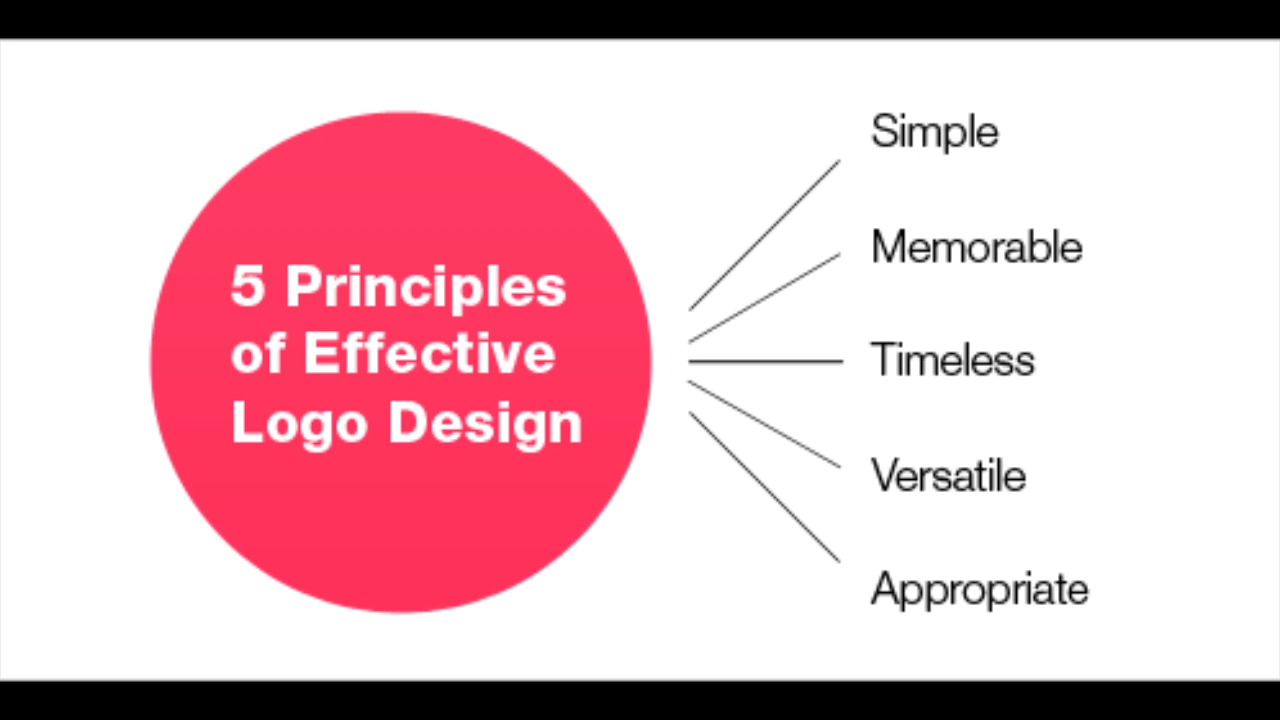 5 Principles
of Effective
Logo Design
Simple
Memorable
Timeless
Versatile
Appropriate